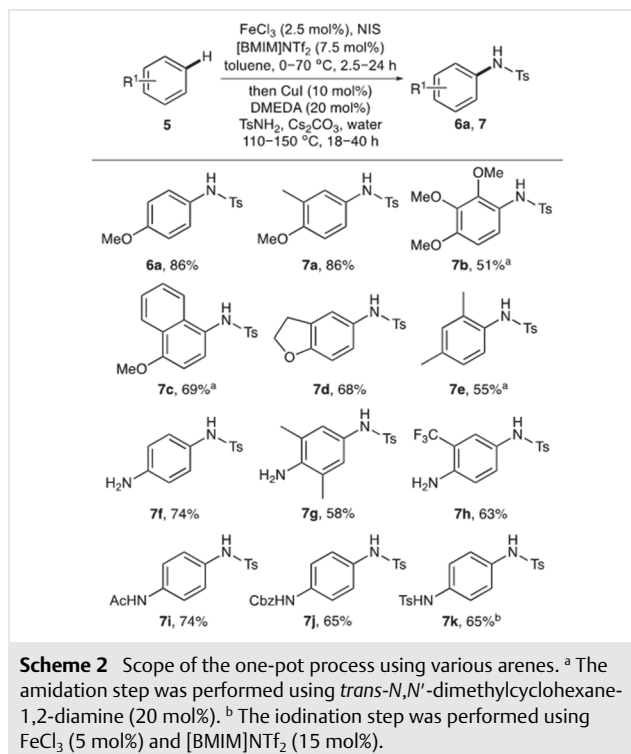 FeCl₃ (2.5 mol%), NIS
[BMIM]NTf₂ (7.5 mol%)
toluene, 0–70 °C, 2.5–24 h
then CuI (10 mol%)
DMEDA (20 mol%)
TsNH₂, Cs₂CO₃, water
110–150 °C, 18–40 h
R¹
H
5
R¹
H
N
Ts
6a, 7
H
N
Ts
MeO
6a, 86%
H
N
Ts
MeO
7a, 86%
OMe
H
N
Ts
MeO
MeO
7b, 51%ᵃ
H
N
Ts
MeO
7c, 69%ᵃ
H
N
Ts
O
7d, 68%
H
N
Ts
7e, 55%ᵃ
H
N
Ts
H₂N
7f, 74%
H
N
Ts
H₂N
7g, 58%
H
N
Ts
F₃C
H₂N
7h, 63%
H
N
Ts
AcHN
7i, 74%
H
N
Ts
CbzHN
7j, 65%
H
N
Ts
TsHN
7k, 65%ᵇ
Scheme 2 Scope of the one-pot process using various arenes. ᵃ The
amidation step was performed using trans-N,N′-dimethylcyclohexane-
1,2-diamine (20 mol%). ᵇ The iodination step was performed using
FeCl₃ (5 mol%) and [BMIM]NTf₂ (15 mol%).